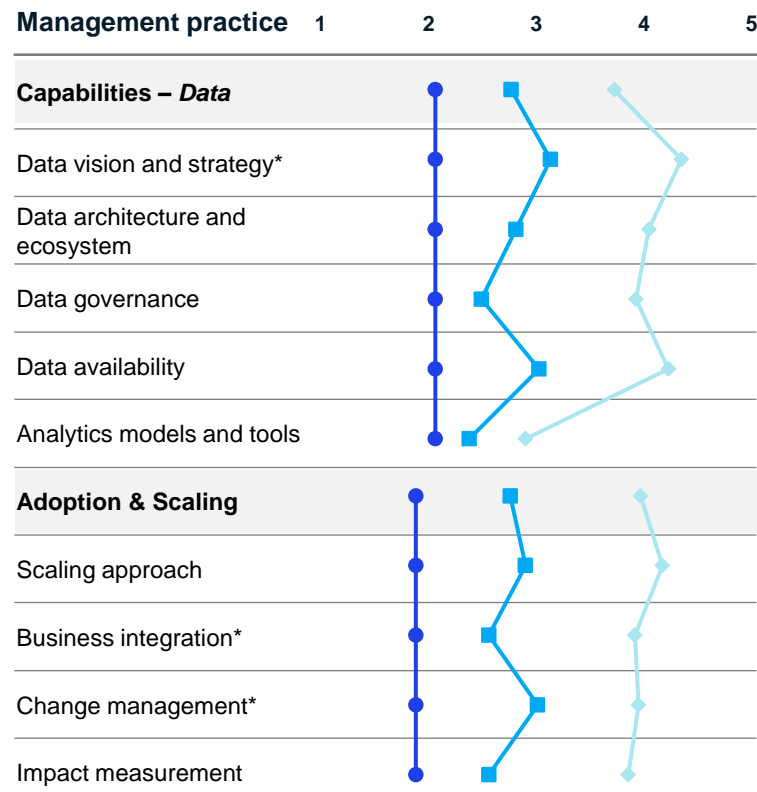 Management practice 1 2 3 4 5
Capabilities – Data
Data vision and strategy*
Data architecture and
ecosystem
Data governance
Data availability
Analytics models and tools
Adoption & Scaling
Scaling approach
Business integration*
Change management*
Impact measurement